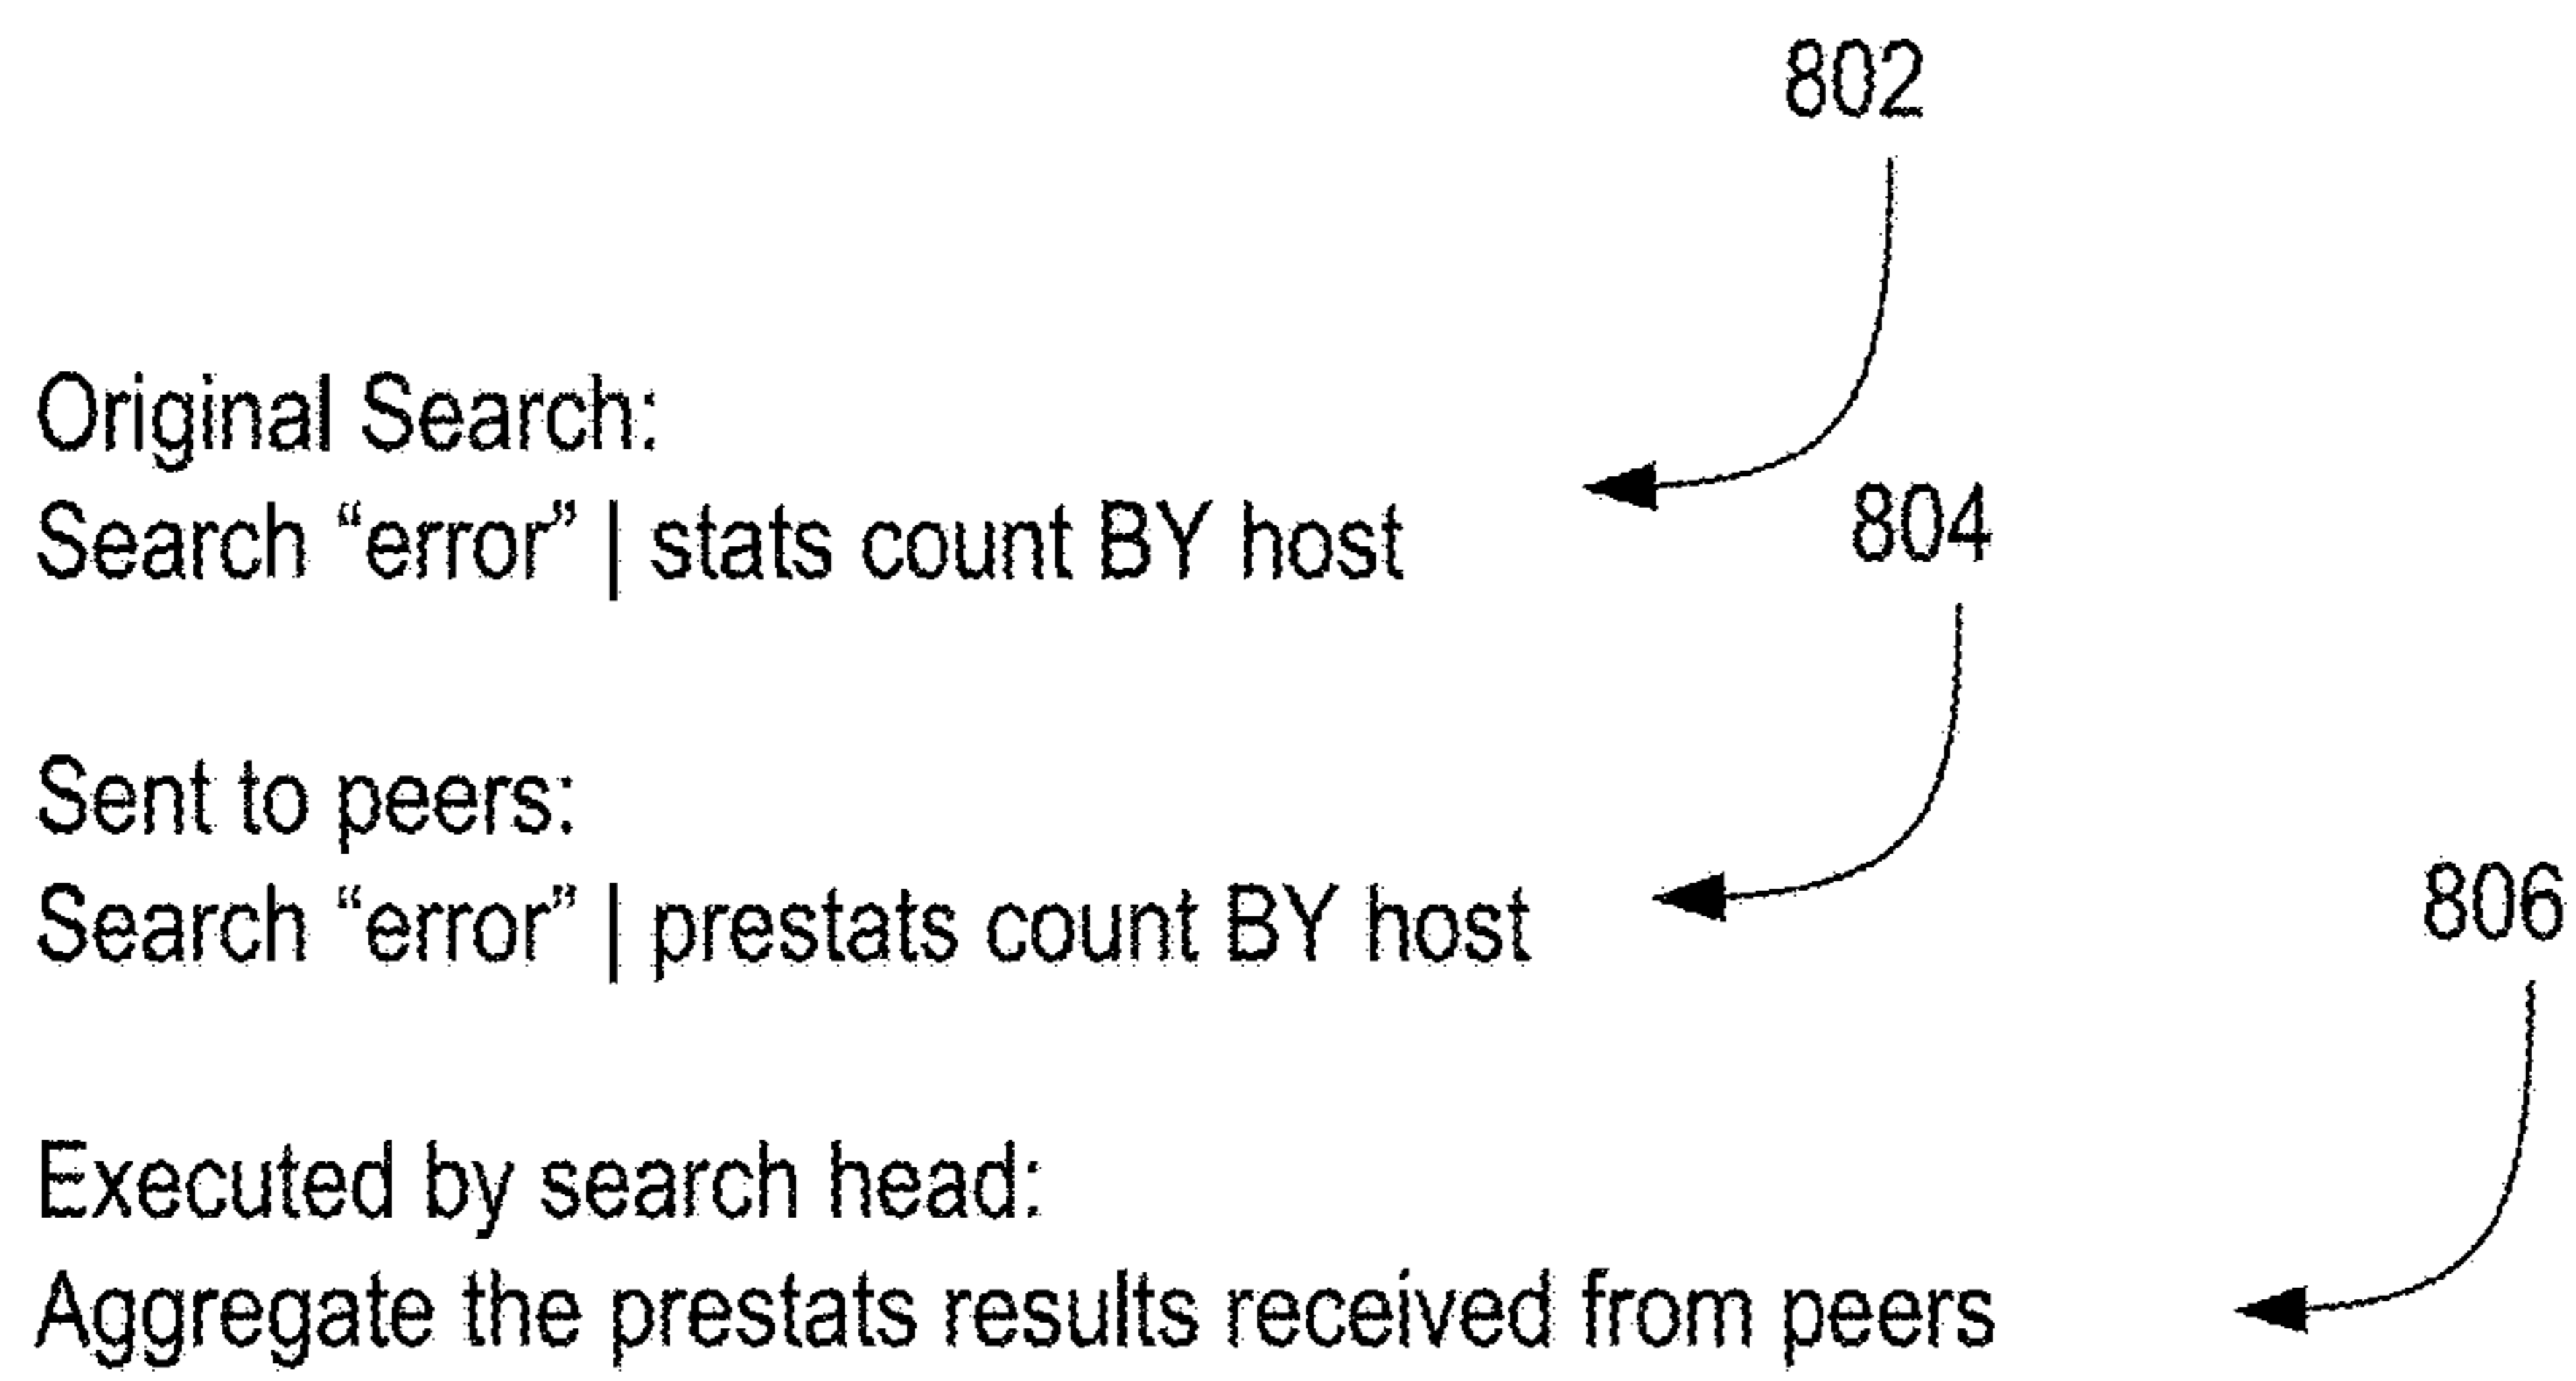 802
Original Search:
Search “error” | stats count BY host
804
Sent to peers:
Search “error” | prestats count BY host
806
Executed by search head:
Aggregate the prestats results received from peers